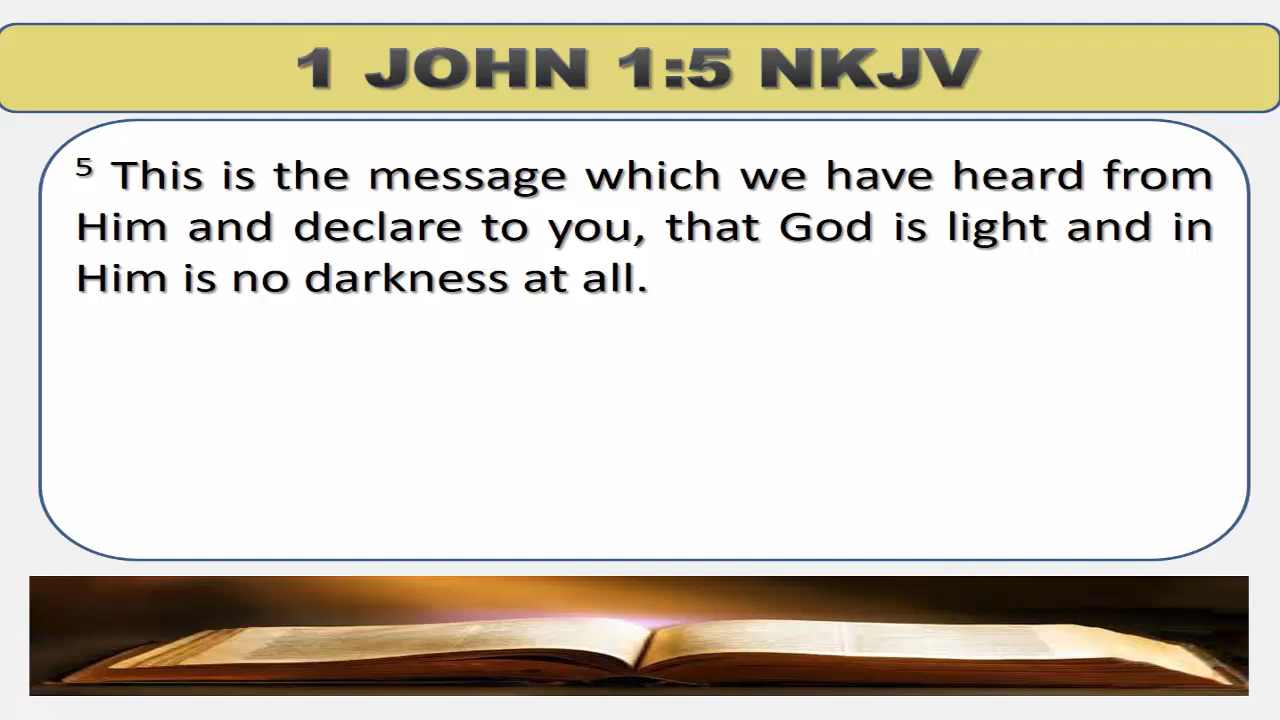 1 JOHN 1:5 NKJV
5 This is the message which we have heard from
Him and declare to you, that God is light and in
Him is no darkness at all.